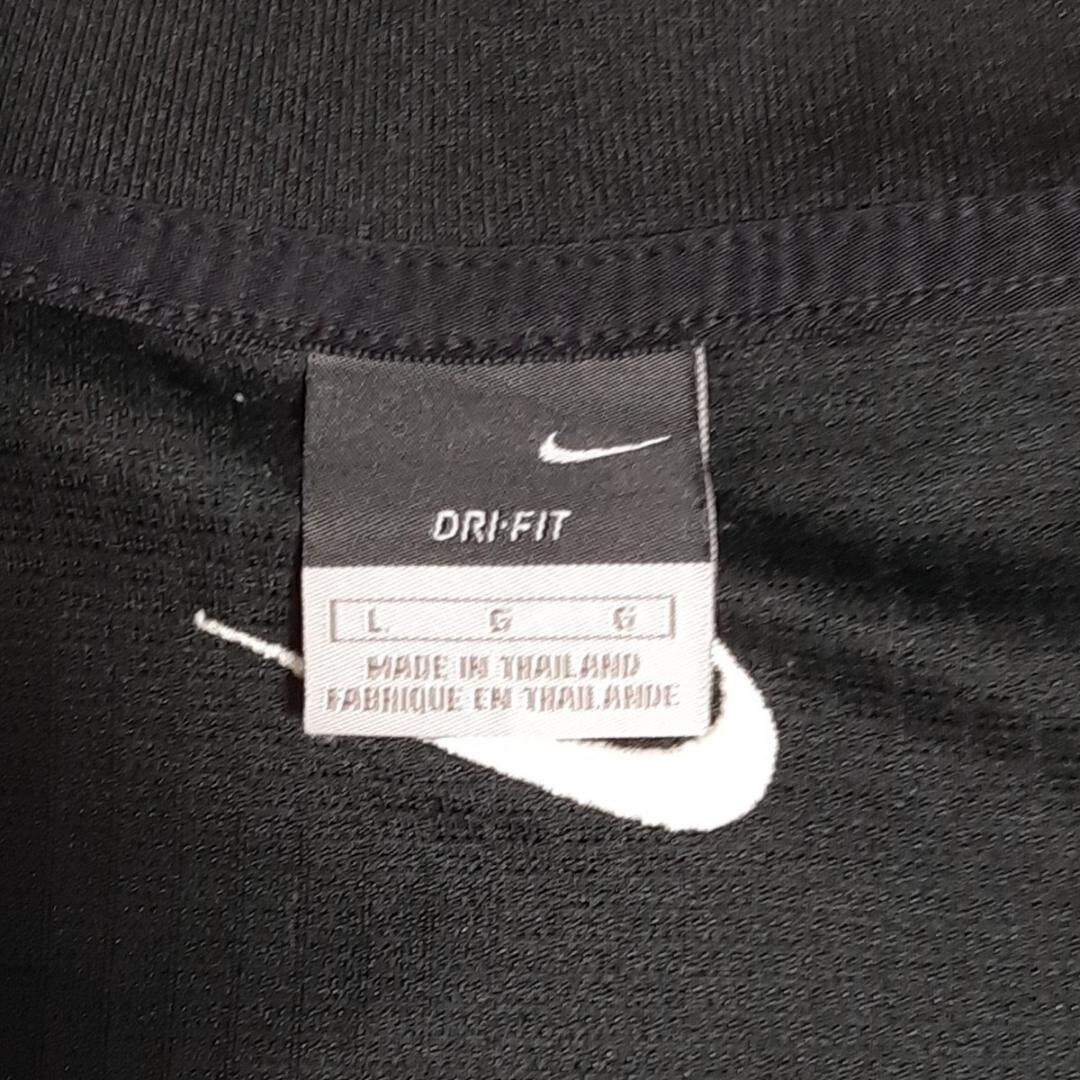 DRI-FIT
L G G
MADE IN THAILAND
FABRIQUE EN THAILANDE